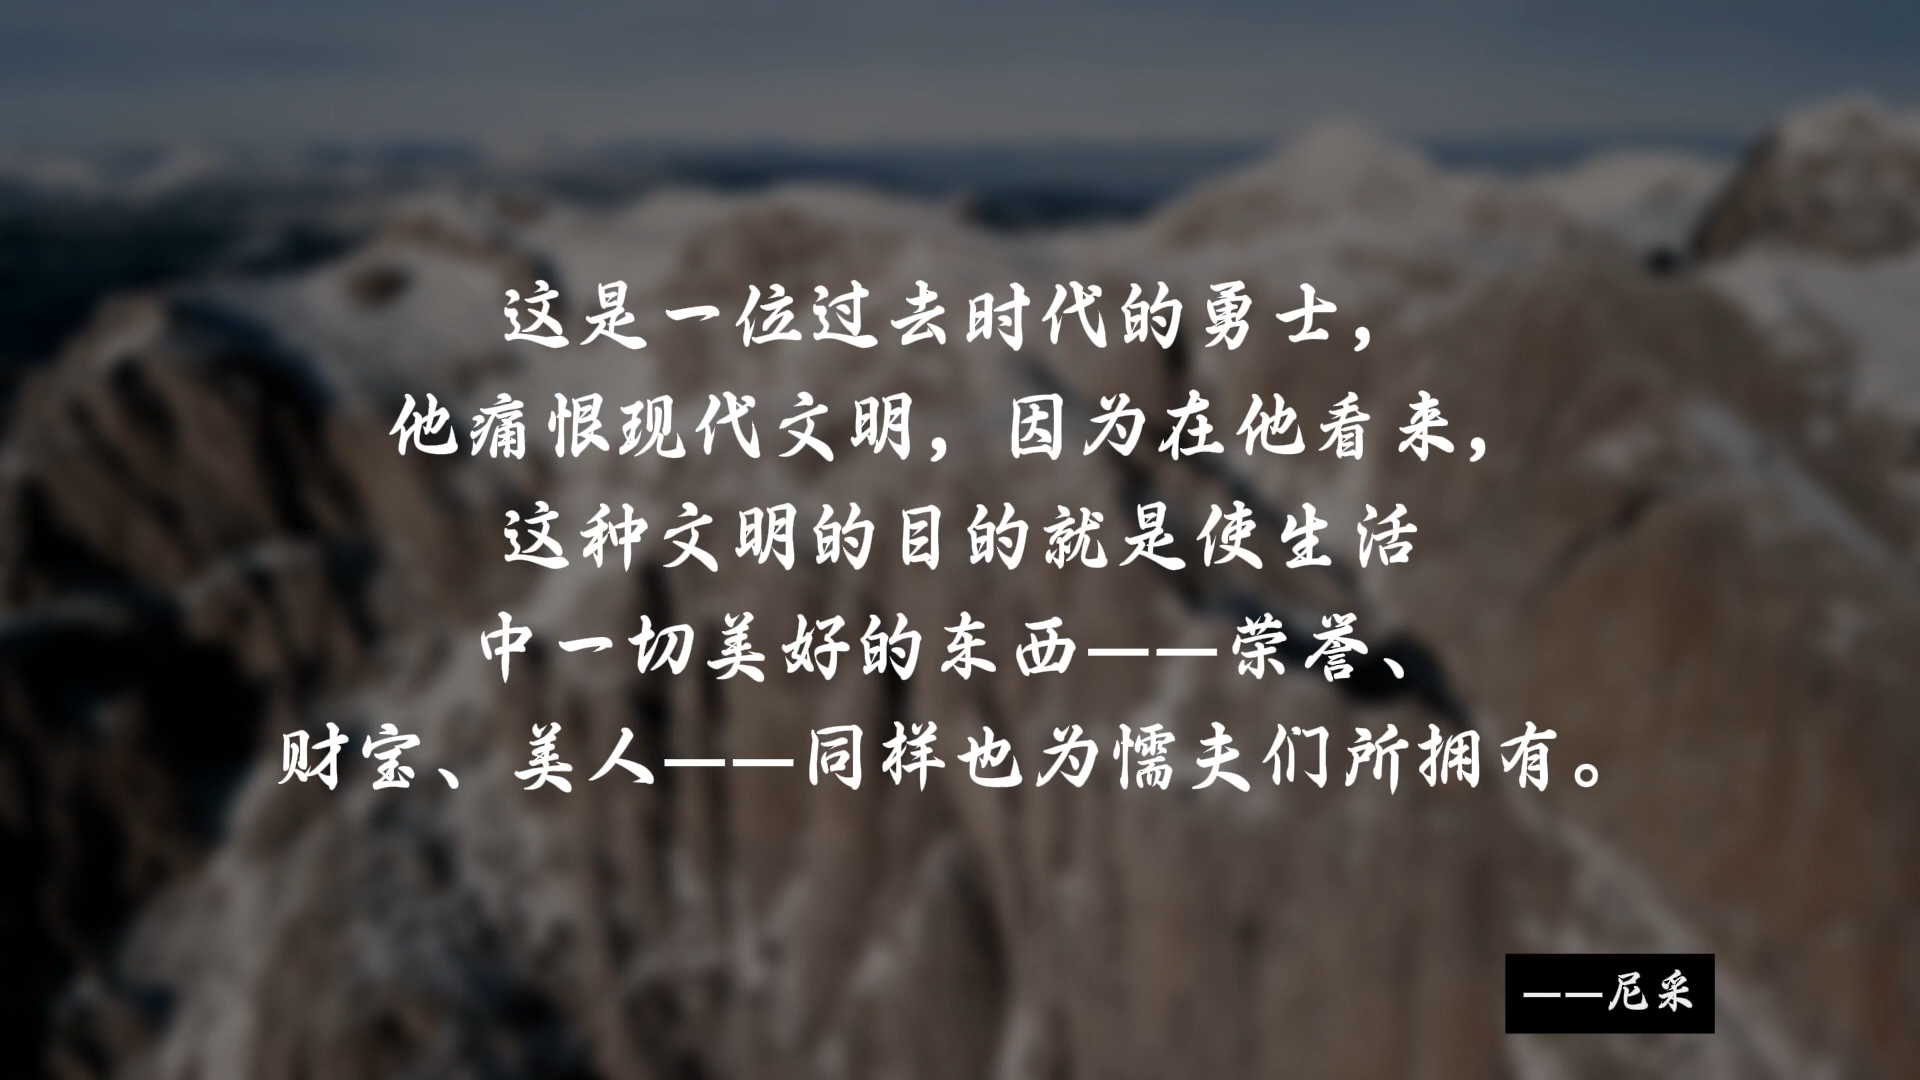 这是一位过去时代的勇士，
他痛恨现代文明，因为在他看来，
这种文明的目的就是使生活
中一切美好的东西——荣誉、
财宝、美人——同样也为懦夫们所拥有。
——尼采